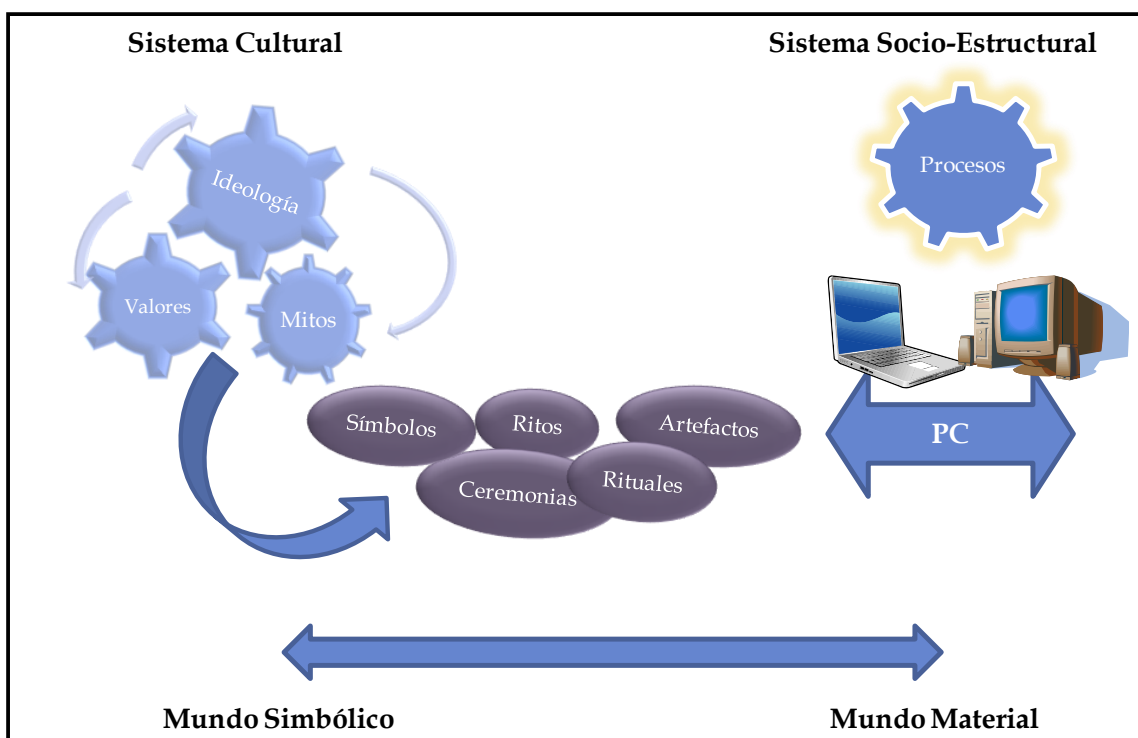 Sistema Cultural
Sistema Socio-Estructural
Ideología
Procesos
Valores
Mitos
Símbolos
Ritos
Artefactos
PC
Ceremonias
Rituales
Mundo Simbólico
Mundo Material